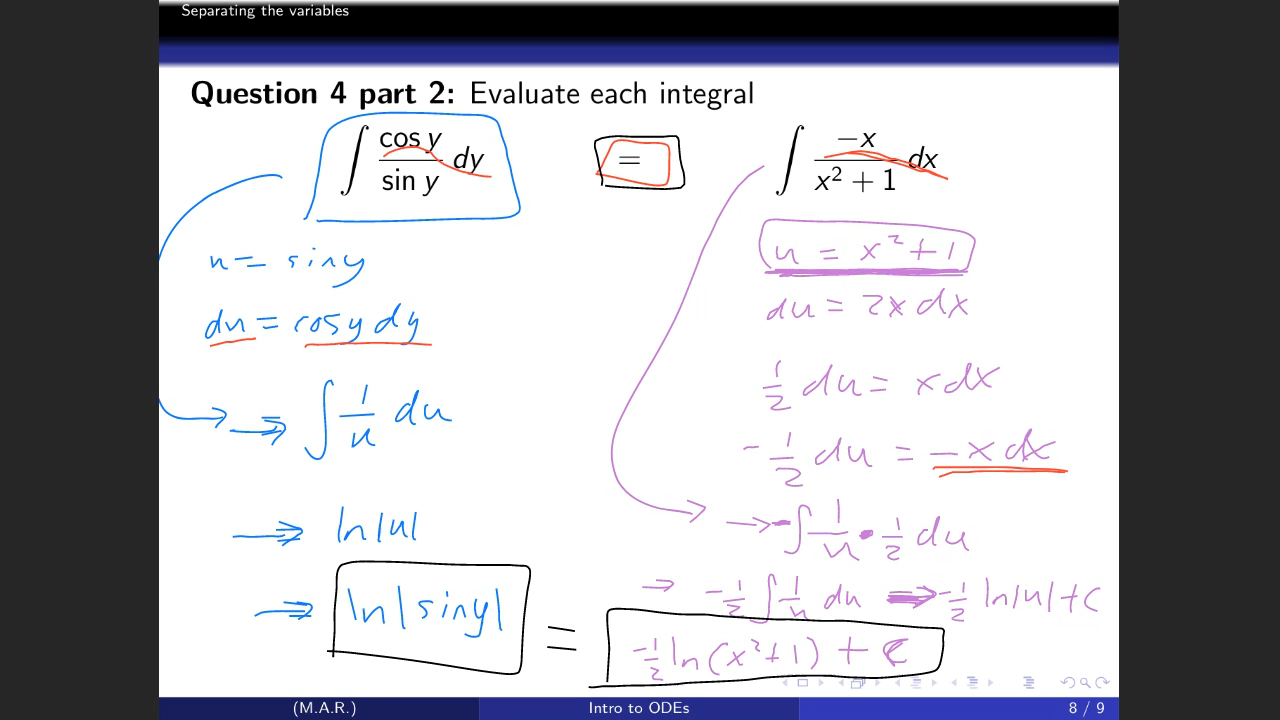 Separating the variables
Question 4 part 2: Evaluate each integral
∫ cos y / sin y dy = ∫ −x / x² + 1 dx
u = sin y
du = cos y dy
→ ∫ 1/u du
→ ln|u|
→ ln|sin y|
u = x² + 1
du = 2x dx
1/2 du = x dx
- 1/2 du = − x dx
→ -∫ 1/u · 1/2 du
→ -1/2 ∫ 1/u du → -1/2 ln|u| + C
= -1/2 ln(x² + 1) + C
(M.A.R.) Intro to ODEs 8 / 9